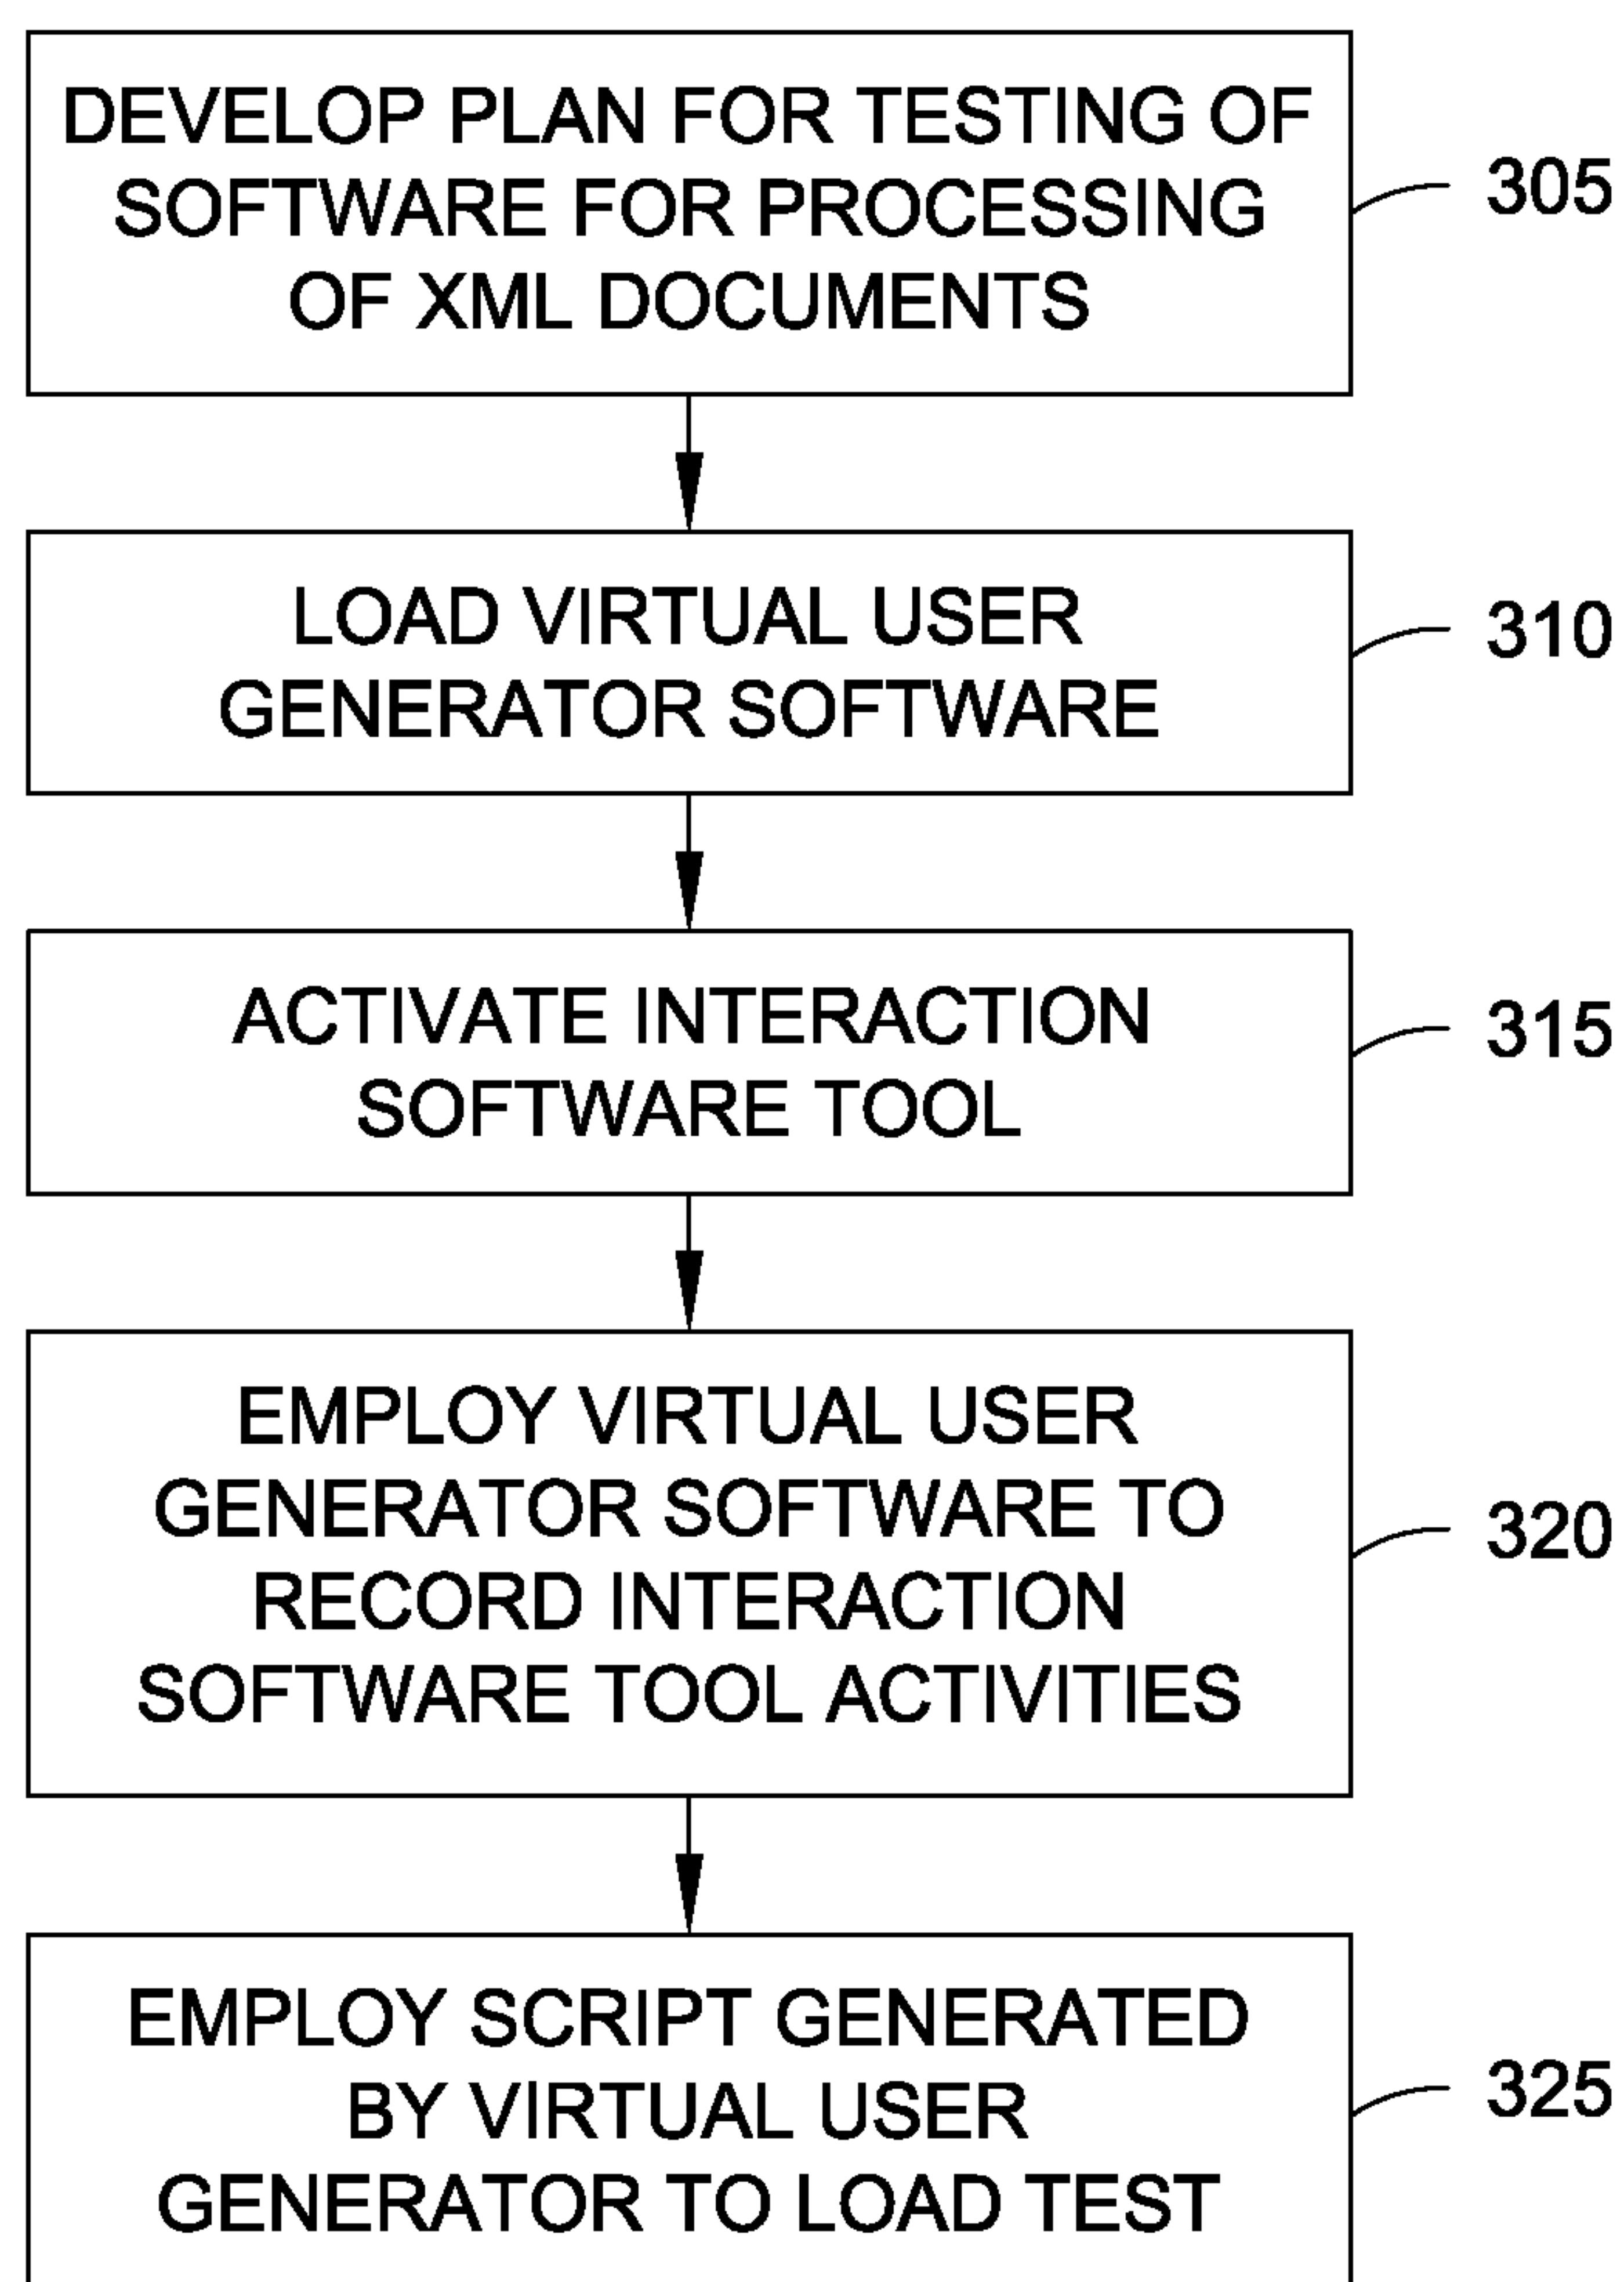 DEVELOP PLAN FOR TESTING OF
SOFTWARE FOR PROCESSING
OF XML DOCUMENTS
305
LOAD VIRTUAL USER
GENERATOR SOFTWARE
310
ACTIVATE INTERACTION
SOFTWARE TOOL
315
EMPLOY VIRTUAL USER
GENERATOR SOFTWARE TO
RECORD INTERACTION
SOFTWARE TOOL ACTIVITIES
320
EMPLOY SCRIPT GENERATED
BY VIRTUAL USER
GENERATOR TO LOAD TEST
325